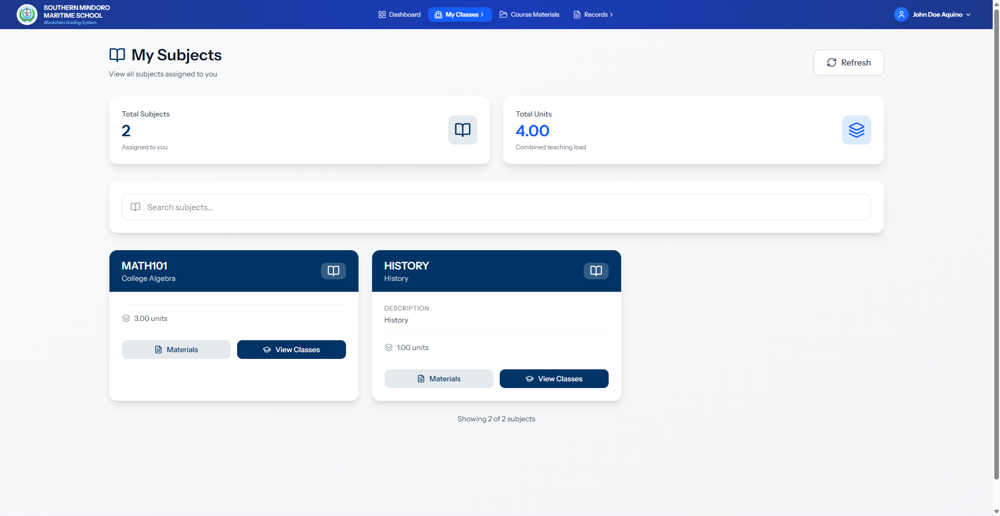 SOUTHERN MINDORO
MARITIME SCHOOL
Blockchain Grading System
Dashboard
My Classes
Course Materials
Records
John Doe Aquino
My Subjects
View all subjects assigned to you
Refresh
Total Subjects
2
Assigned to you
Total Units
4.00
Combined teaching load
Search subjects...
MATH101
College Algebra
3.00 units
Materials
View Classes
HISTORY
History
DESCRIPTION
History
1.00 units
Materials
View Classes
Showing 2 of 2 subjects